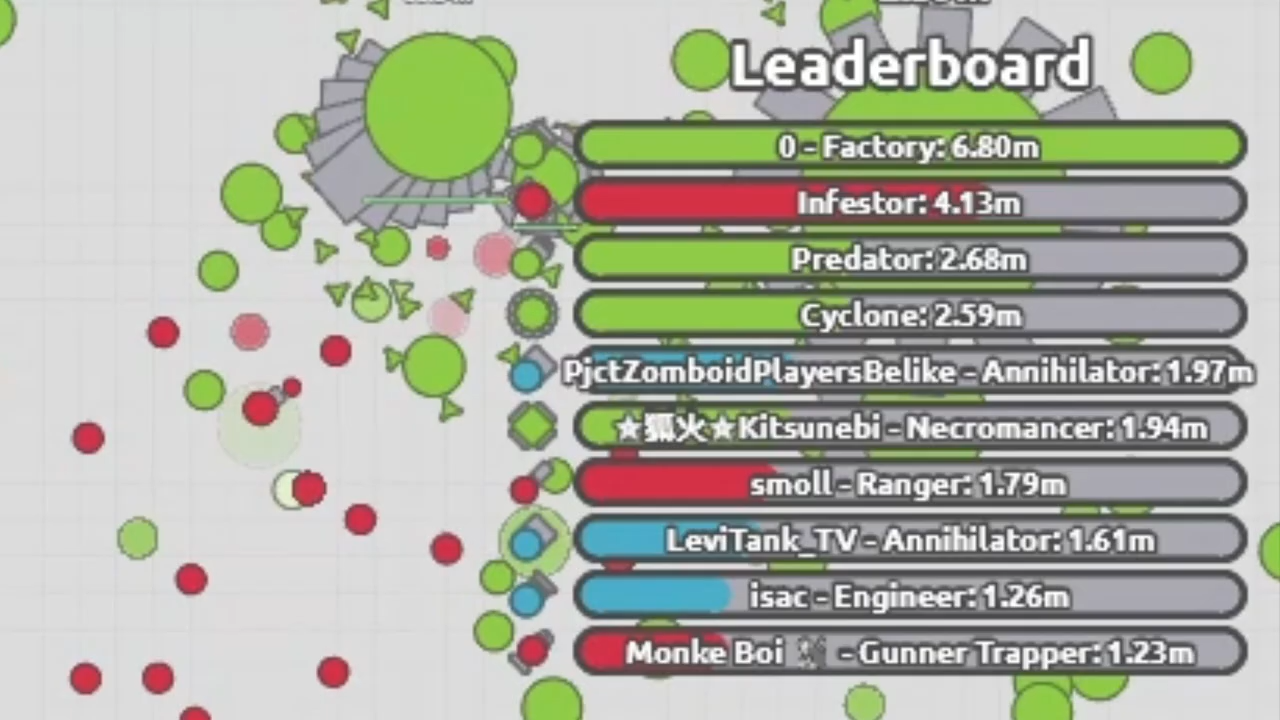 Leaderboard
0 - Factory: 6.80m
Infestor: 4.13m
Predator: 2.68m
Cyclone: 2.59m
PjctZomboidPlayersBelike - Annihilator: 1.97m
★狐火★Kitsunebi - Necromancer: 1.94m
smoll - Ranger: 1.79m
LeviTank_TV - Annihilator: 1.61m
isac - Engineer: 1.26m
Monke Boi - Gunner Trapper: 1.23m